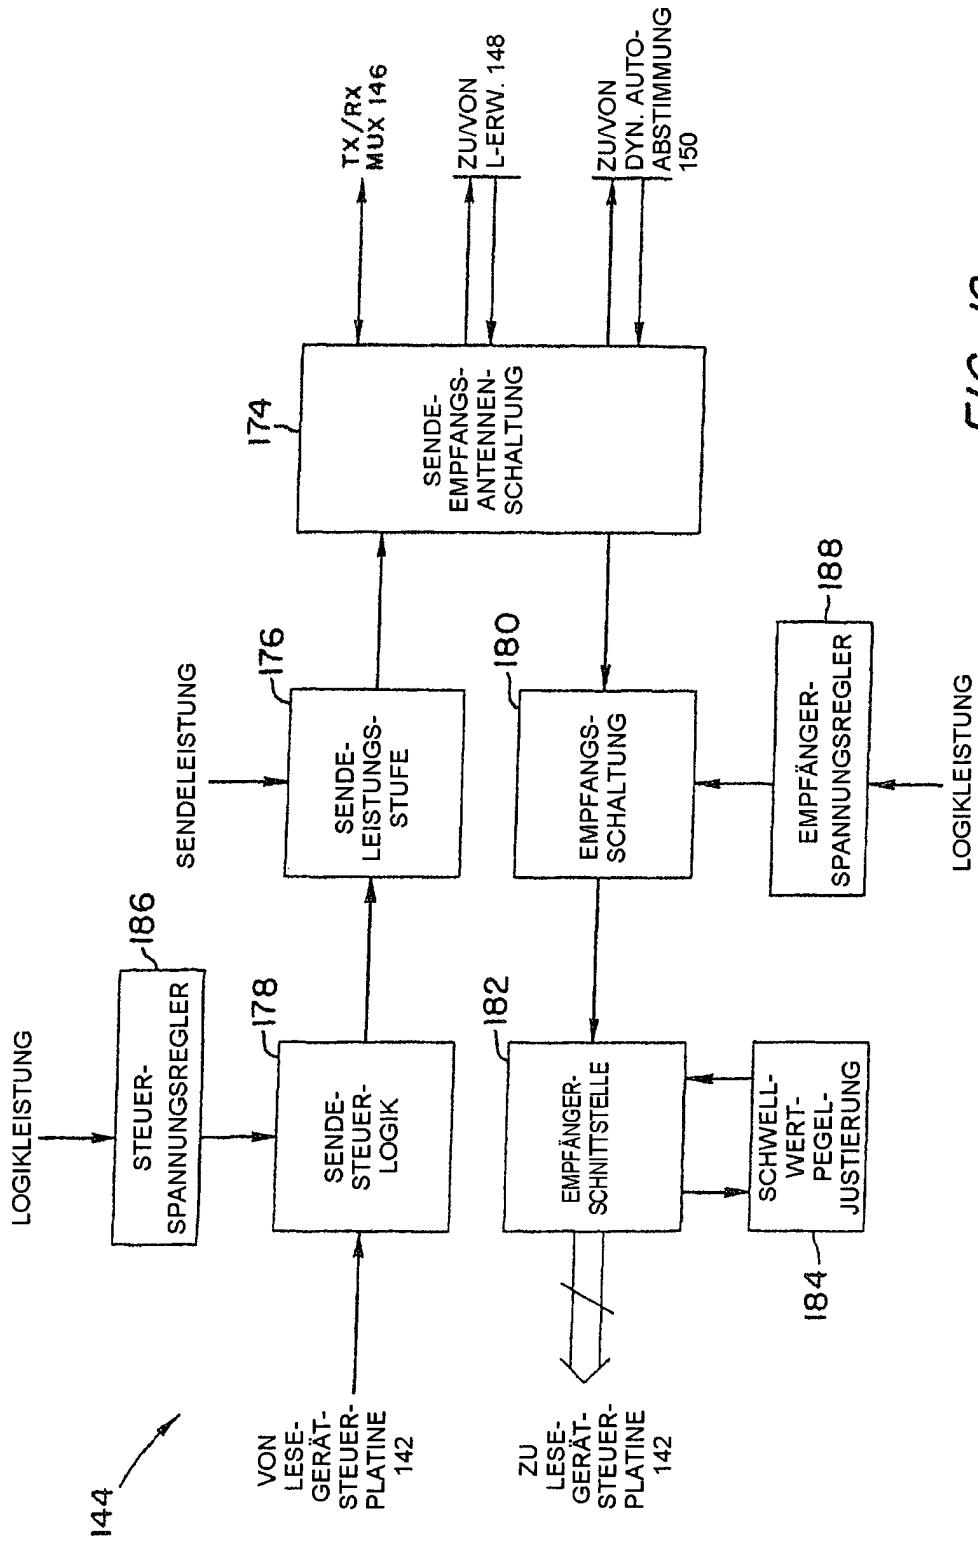 144
LOGIKLEISTUNG
186
STEUER-
SPANNUNGSREGLER
SENDELEISTUNG
VON
LESE-
GERÄT-
STEUER-
PLATINE
142
178
SENDE-
STEUER-
LOGIK
176
SENDE-
LEISTUNGS-
STUFE
174
SENDE-
EMPFANGS-
ANTENNEN-
SCHALTUNG
TX/RX
MUX 146
ZU/VON
L-ERW. 148
ZU/VON
DYN. AUTO-
ABSTIMMUNG
150
ZU
LESE-
GERÄT-
STEUER-
PLATINE
142
182
EMPFÄNGER-
SCHNITTSTELLE
180
EMPFANGS-
SCHALTUNG
184
SCHWELL-
WERT-
PEGEL-
JUSTIERUNG
188
EMPFÄNGER-
SPANNUNGSREGLER
LOGIKLEISTUNG